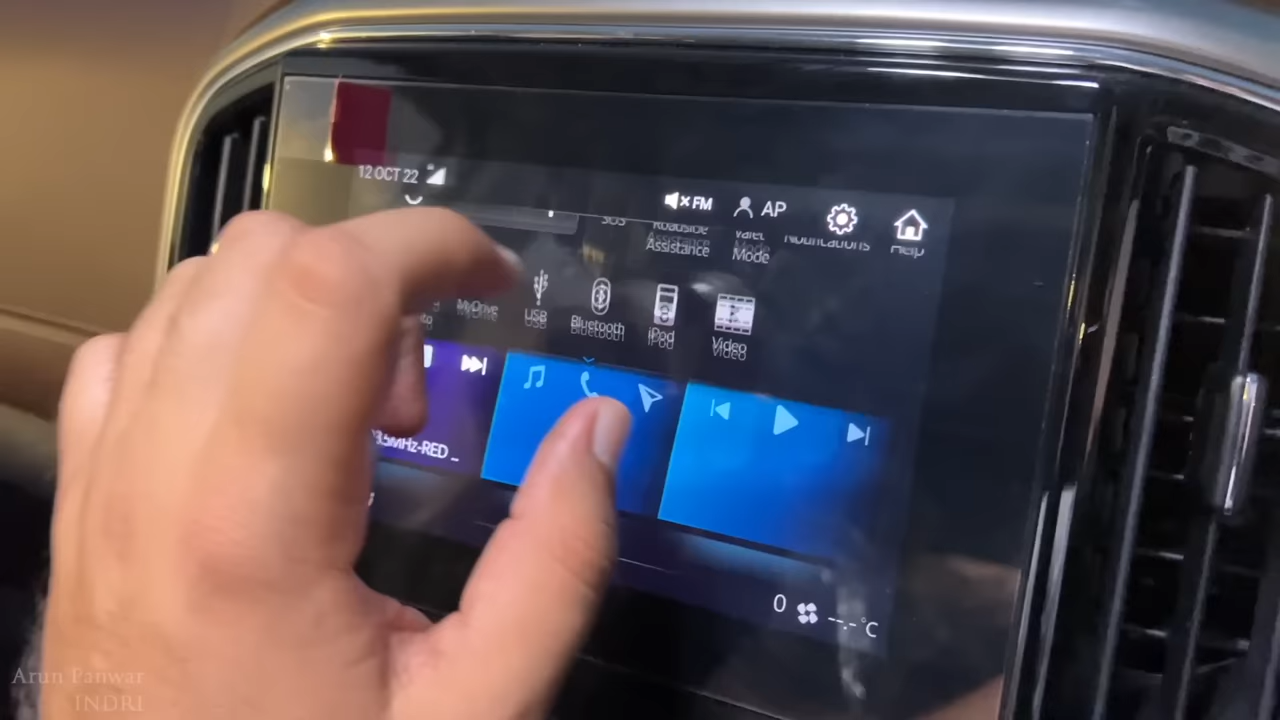 12 OCT 22
FM AP
SOS Roadside Assistance Valet Mode Notifications Help
MyDrive USB Bluetooth iPod Video
MHz-RED _
0 --.-°C
Arun Panwar
INDRI